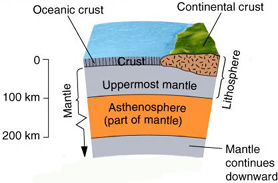 Oceanic crust
Continental crust
0
Crust
Lithosphere
Uppermost mantle
Mantle
100 km
Asthenosphere
(part of mantle)
200 km
Mantle
continues
downward